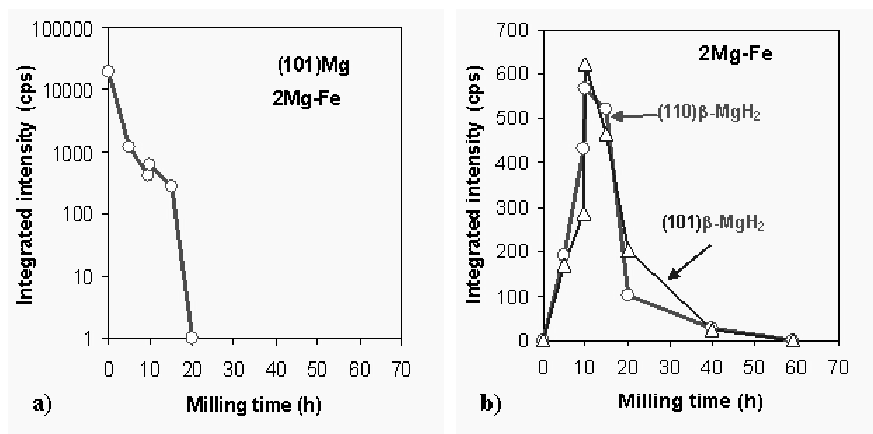 100000
10000
1000
100
10
1
0 10 20 30 40 50 60 70
Integrated intensity (cps)
(101)Mg
2Mg-Fe
Milling time (h)
a)
700
600
500
400
300
200
100
0
0 10 20 30 40 50 60 70
Integrated intensity (cps)
2Mg-Fe
(110)β-MgH₂
(101)β-MgH₂
Milling time (h)
b)